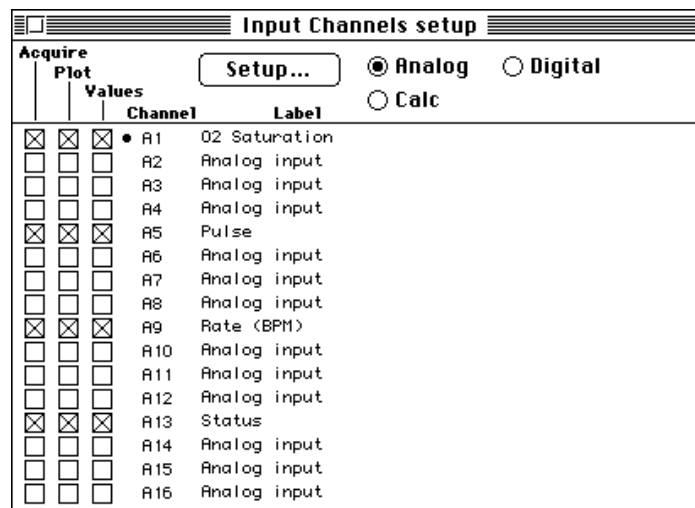 Input Channels setup
Acquire
Plot
Values
Setup...
Analog
Digital
Calc
Channel Label
A1 O2 Saturation
A2 Analog input
A3 Analog input
A4 Analog input
A5 Pulse
A6 Analog input
A7 Analog input
A8 Analog input
A9 Rate (BPM)
A10 Analog input
A11 Analog input
A12 Analog input
A13 Status
A14 Analog input
A15 Analog input
A16 Analog input